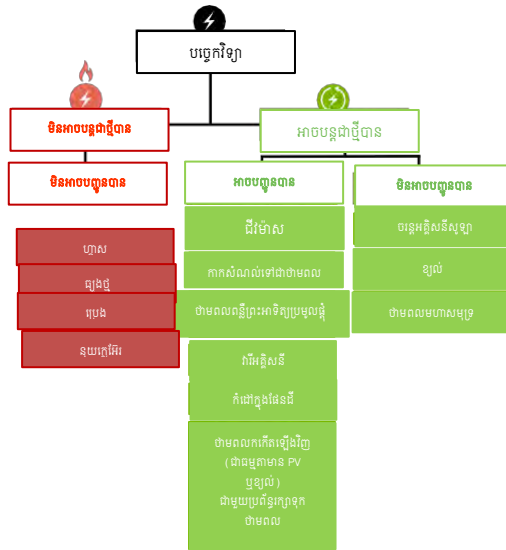 បច្ចេកវិទ្យា
មិនអាចបន្តជាថ្មីបាន
អាចបន្តជាថ្មីបាន
មិនអាចបញ្ជូនបាន
អាចបញ្ជូនបាន
មិនអាចបញ្ជូនបាន
ហ្គាស
ធ្យូងថ្ម
ប្រេង
នុយក្លេអ៊ែរ
ជីវម៉ាស
កាកសំណល់ទៅជាថាមពល
ថាមពលពន្លឺព្រះអាទិត្យប្រមូលផ្តុំ
វារីអគ្គិសនី
កំដៅក្នុងផែនដី
ថាមពលកកើតឡើងវិញ
(ជាធម្មតាមាន PV
ឬខ្យល់)
ជាមួយប្រព័ន្ធរក្សាទុក
ថាមពល
ចរន្តអគ្គិសនីសូឡា
ខ្យល់
ថាមពលមហាសមុទ្រ